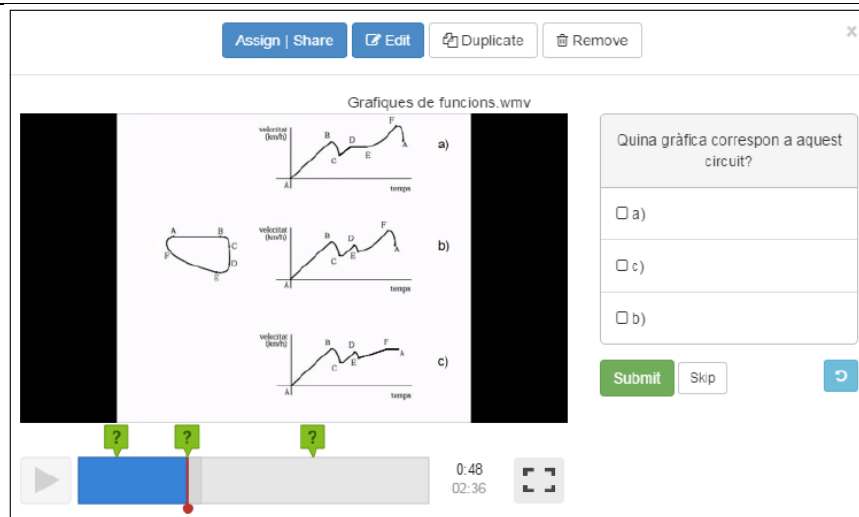 Assign | Share
Edit
Duplicate
Remove
×
Grafiques de funcions.wmv
velocitat
(km/h)
B
C
D
E
F
A
A
temps
a)
A
B
C
D
E
F
velocitat
(km/h)
B
C
D
E
F
A
A
temps
b)
velocitat
(km/h)
B
C
D
E
F
A
A
temps
c)
Quina gràfica correspon a aquest
circuit?
a)
c)
b)
Submit
Skip
?
?
?
0:48
02:36